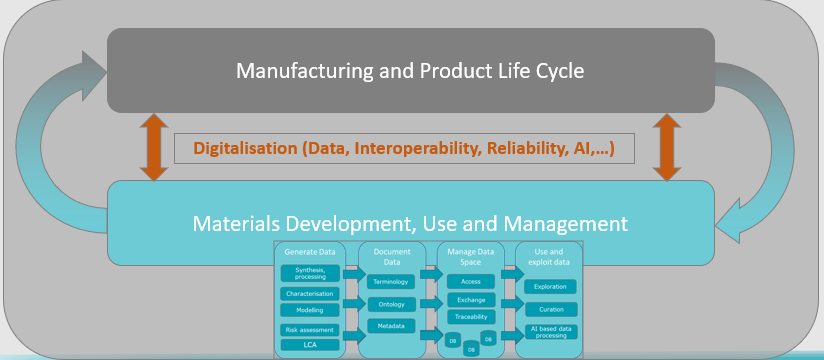 Manufacturing and Product Life Cycle
Digitalisation (Data, Interoperability, Reliability, AI,...)
Materials Development, Use and Management
Generate Data
Synthesis,
processing
Characterisation
Modelling
Risk assessment
LCA
Document
Data
Terminology
Ontology
Metadata
Manage Data
Space
Access
Exchange
Traceability
DB
DB
DB
Use and
exploit data
Exploration
Curation
AI based data
processing